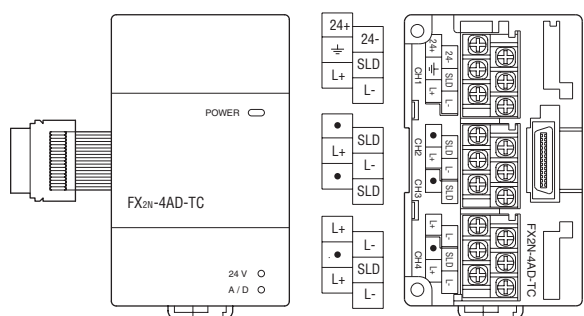 POWER
FX2N-4AD-TC
24 V
A / D
24+
24-
SLD
L+
L-
SLD
L+
L-
SLD
L+
L-
SLD
L+
L-
24+
24-
SLD
L+
L-
CH1
SLD
L+
L-
SLD
CH2
CH3
L+
L-
SLD
L+
L-
CH4
FX2N-4AD-TC